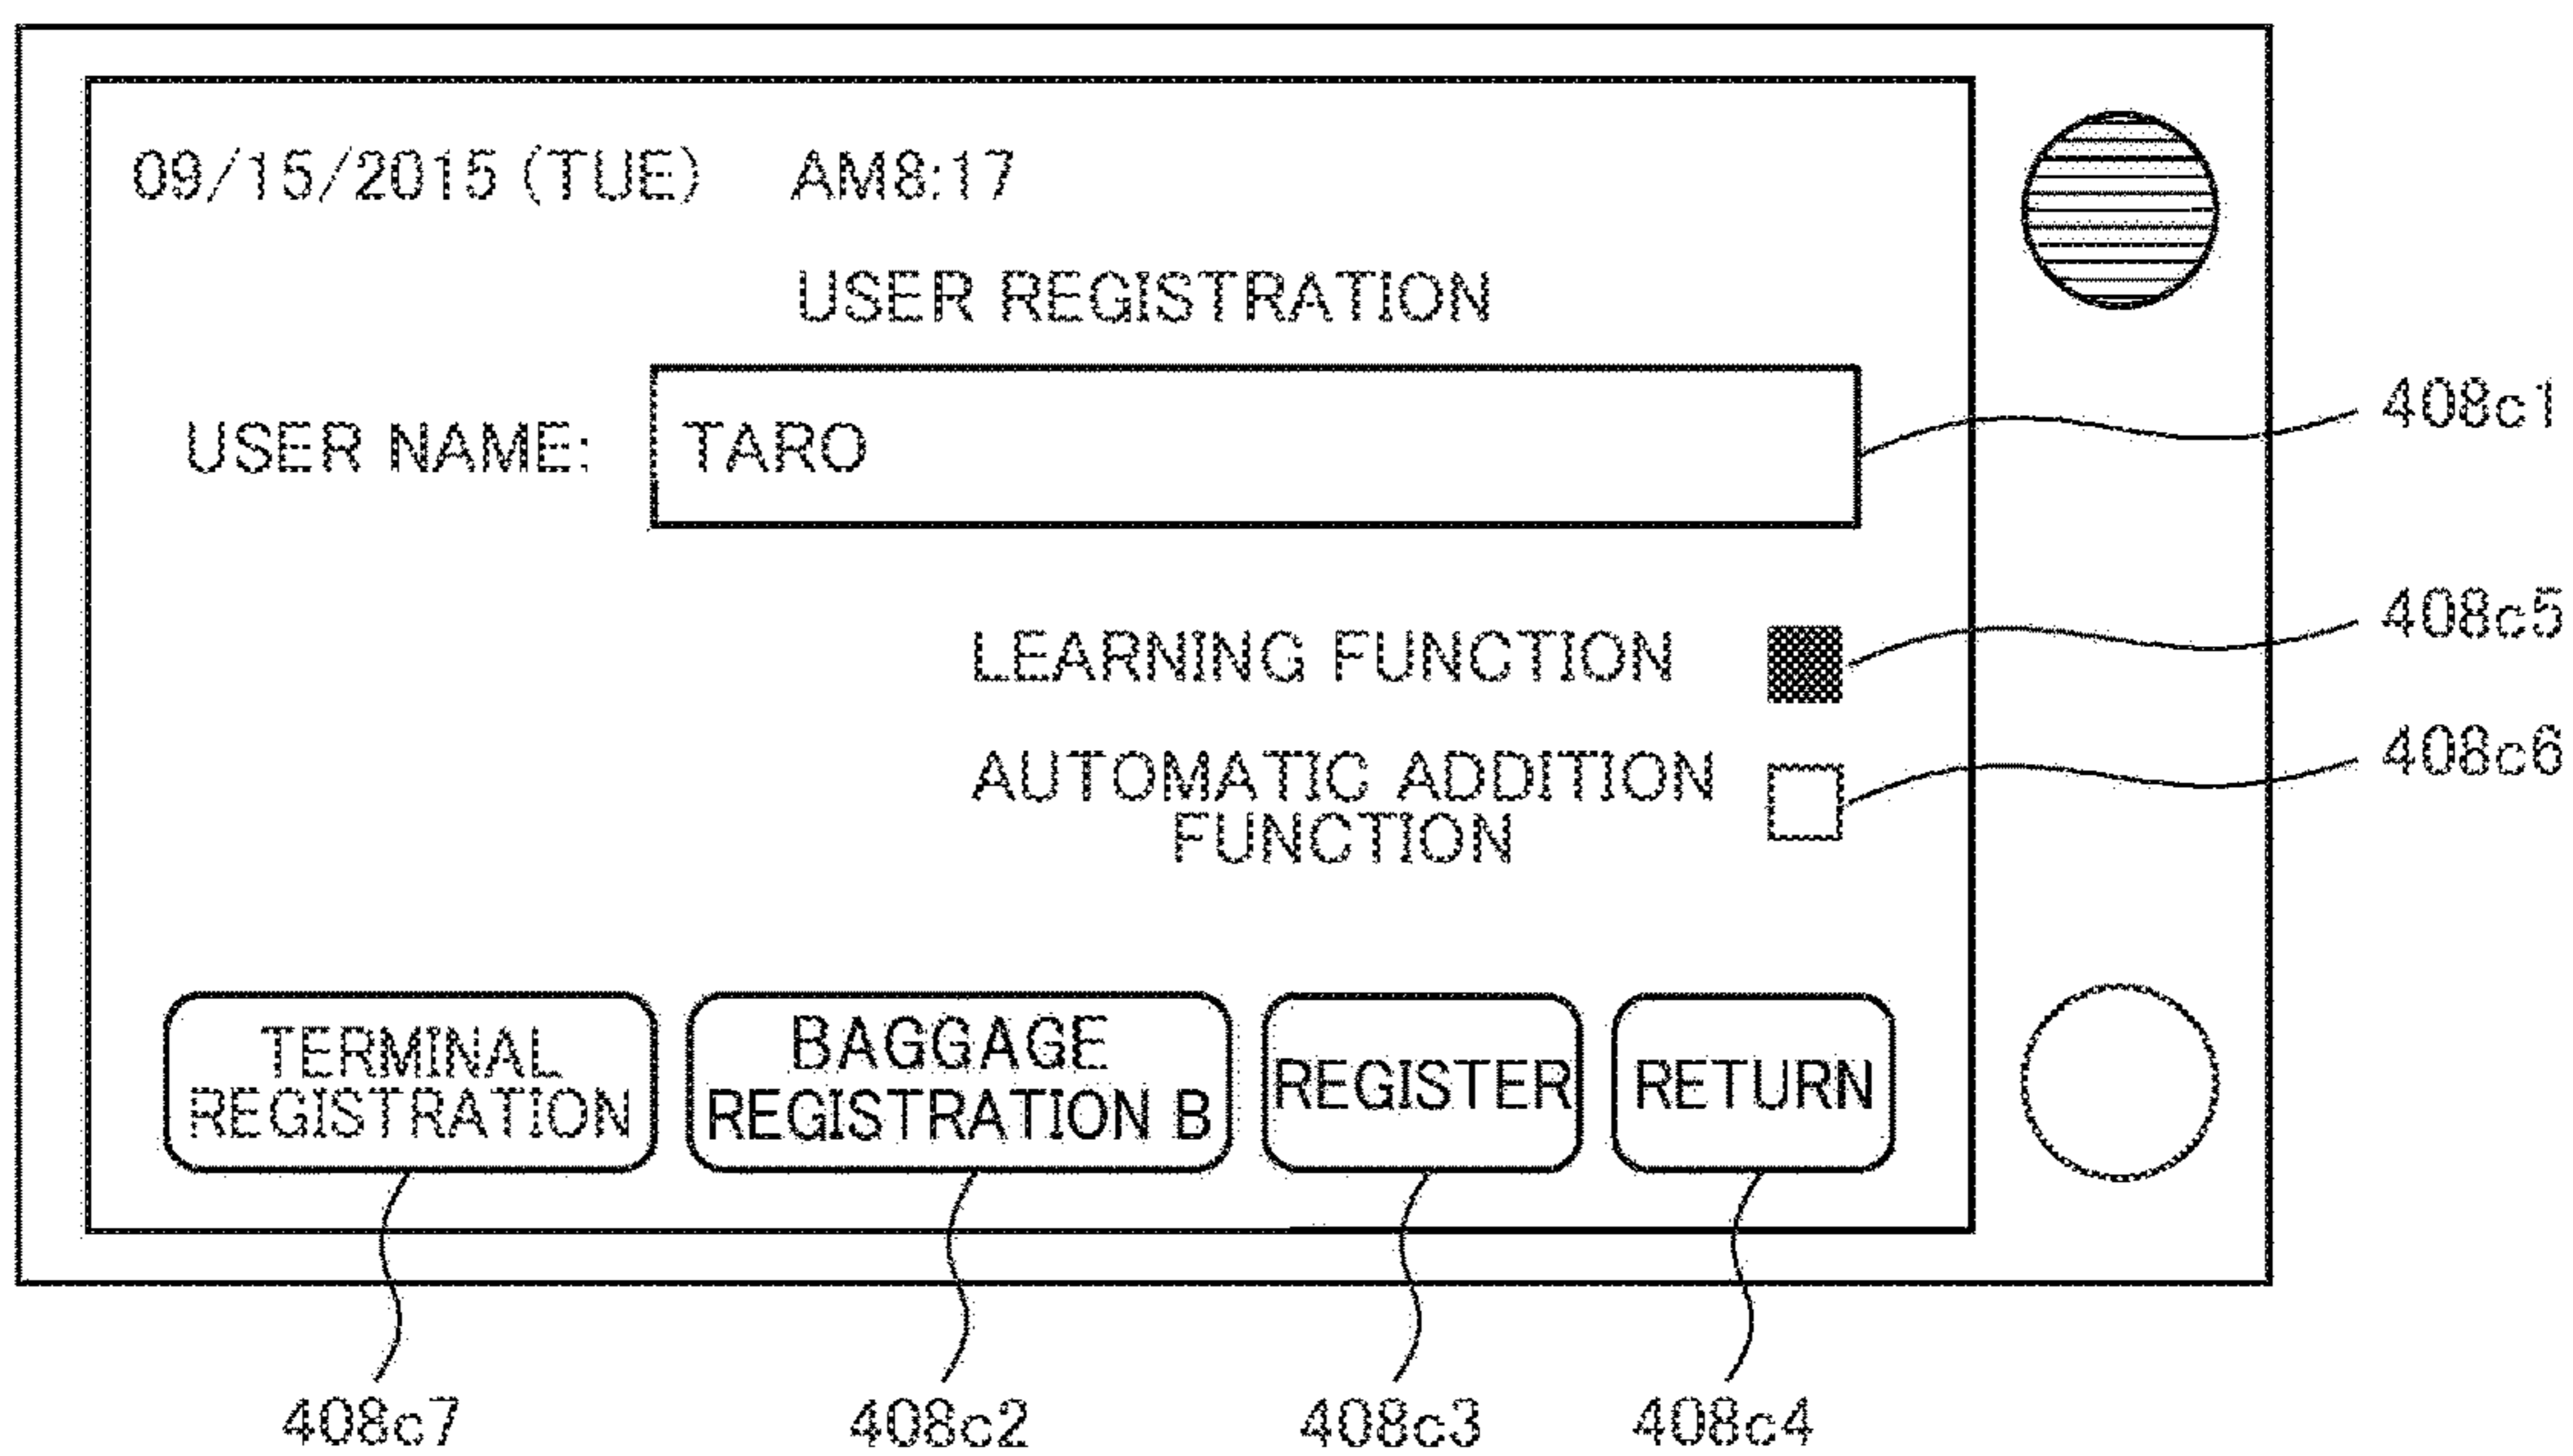 09/15/2015 (TUE) AM8:17
USER REGISTRATION
USER NAME: TARO
408c1
LEARNING FUNCTION
408c5
AUTOMATIC ADDITION
FUNCTION
408c6
TERMINAL
REGISTRATION
BAGGAGE
REGISTRATION B
REGISTER
RETURN
408c7
408c2
408c3
408c4